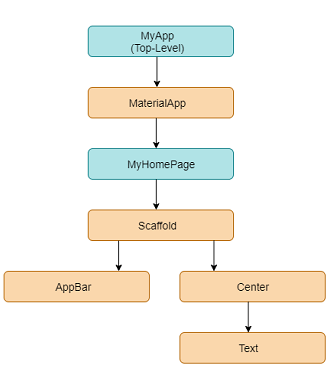 MyApp
(Top-Level)
MaterialApp
MyHomePage
Scaffold
AppBar
Center
Text